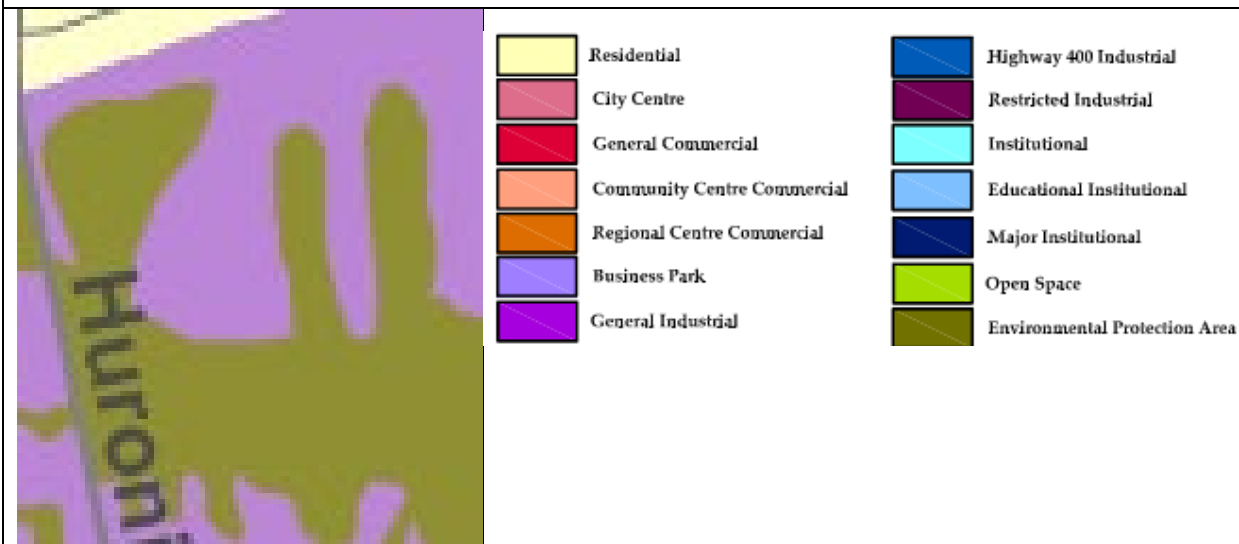 Huroni
Residential
City Centre
General Commercial
Community Centre Commercial
Regional Centre Commercial
Business Park
General Industrial
Highway 400 Industrial
Restricted Industrial
Institutional
Educational Institutional
Major Institutional
Open Space
Environmental Protection Area